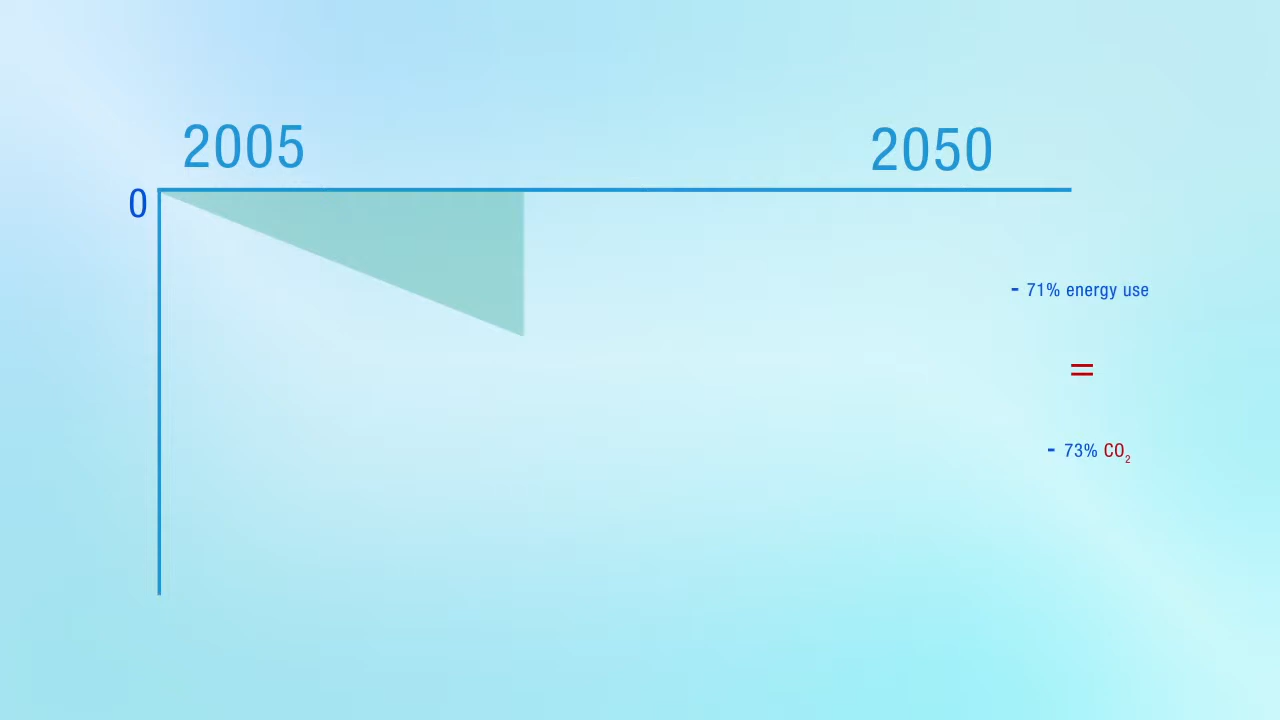 2005
2050
0
- 71% energy use
=
- 73% CO₂